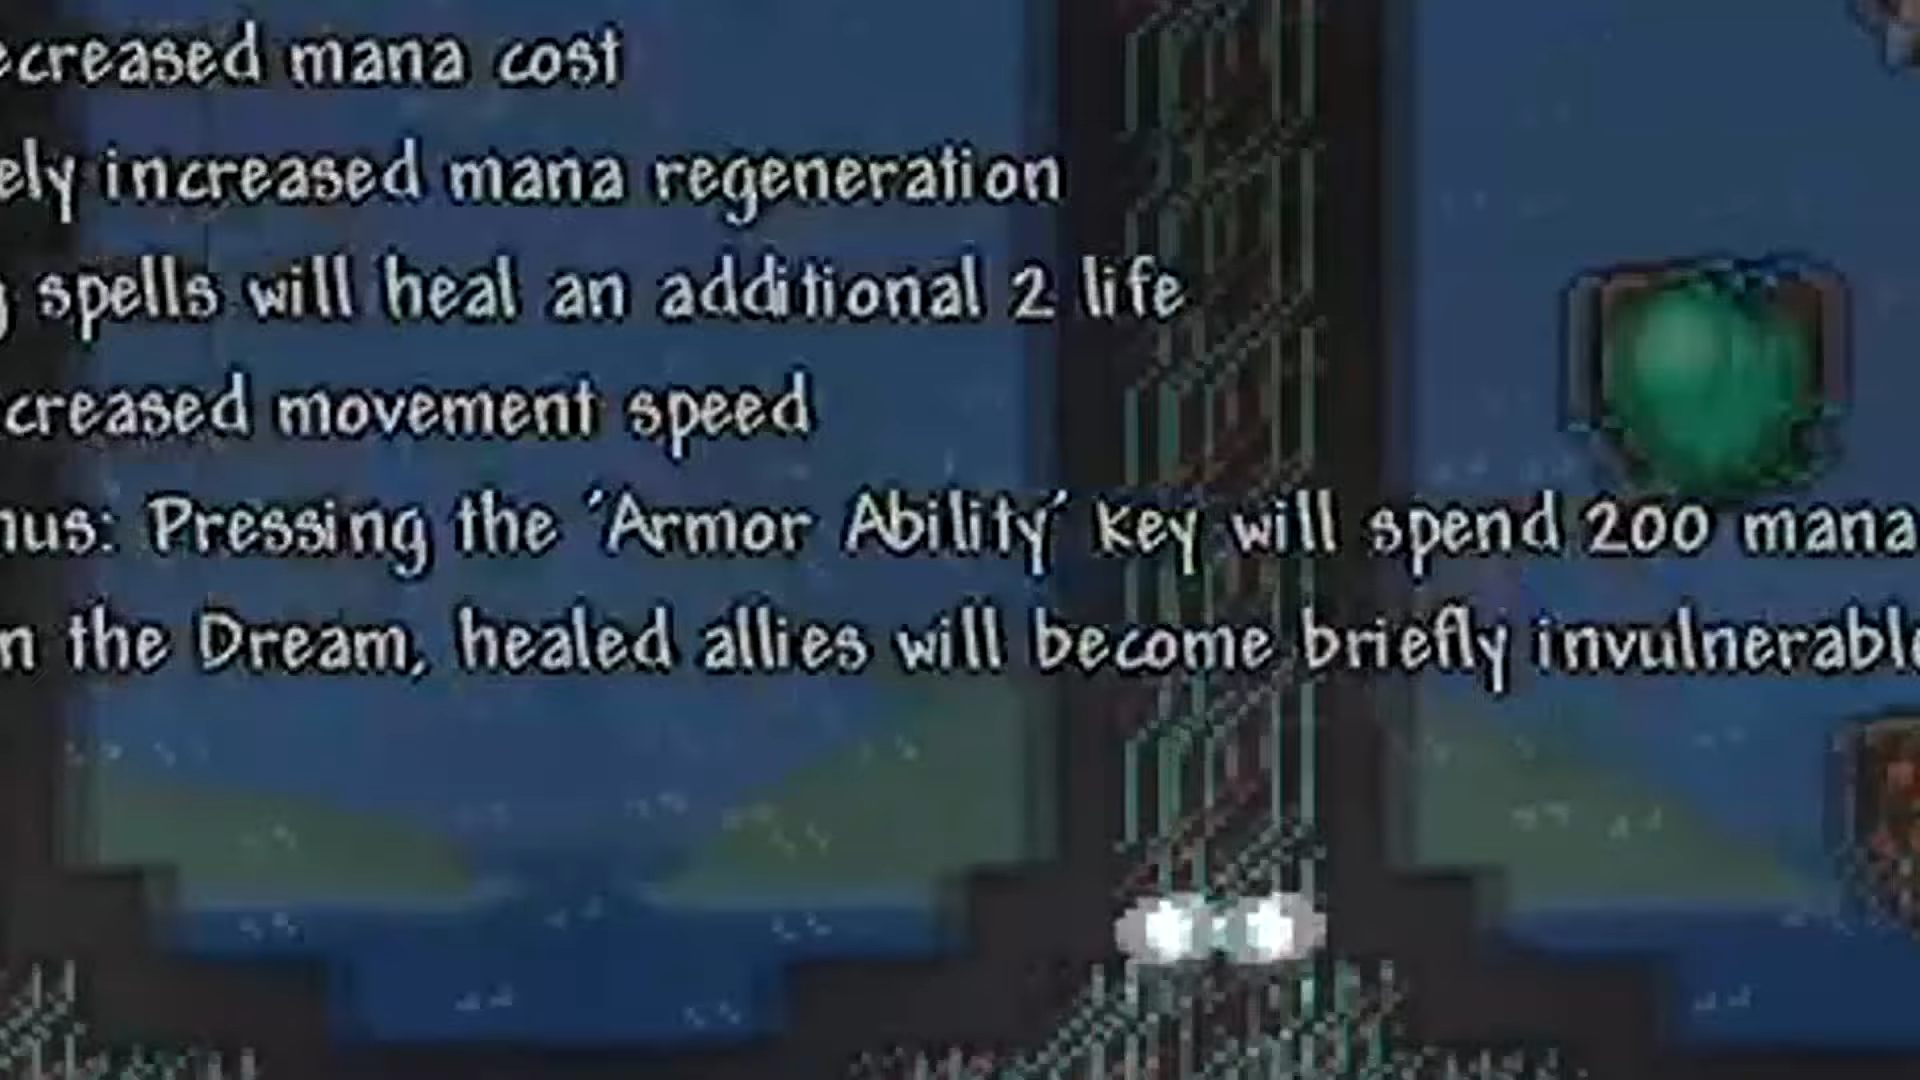 ecreased mana cost
ely increased mana regeneration
g spells will heal an additional 2 life
creased movement speed
nus: Pressing the 'Armor Ability' key will spend 200 mana
n the Dream, healed allies will become briefly invulnerable